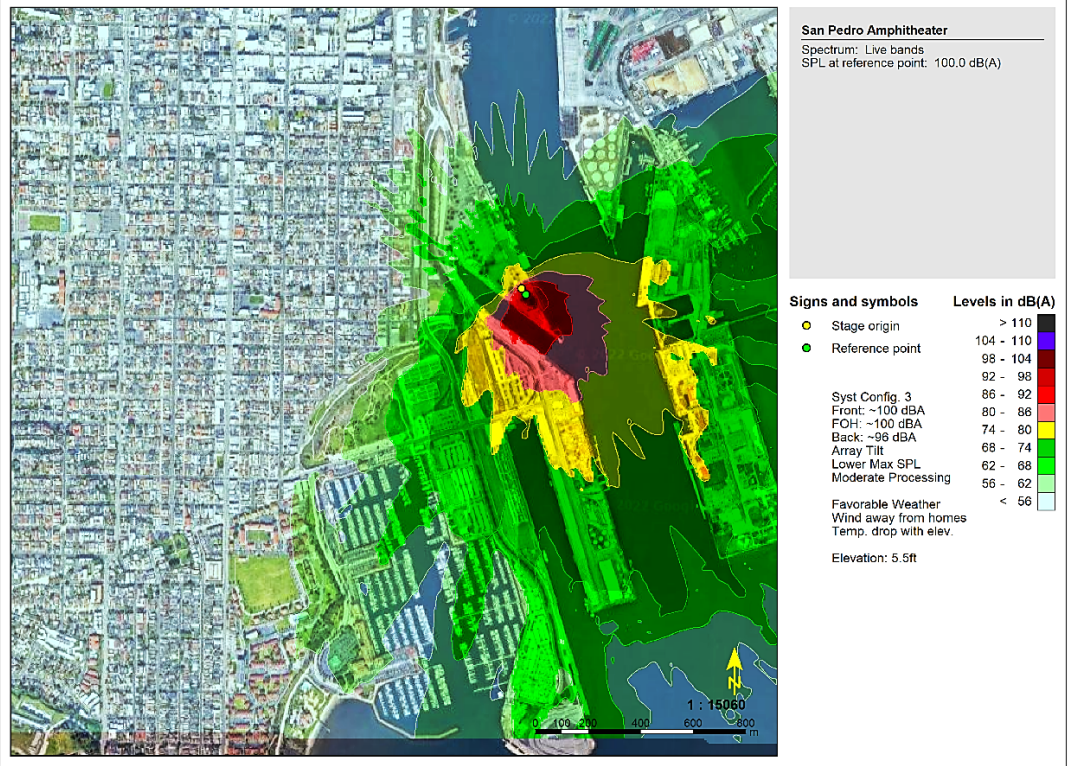 San Pedro Amphitheater
Spectrum: Live bands
SPL at reference point: 100.0 dB(A)
Signs and symbols
Stage origin
Reference point
Syst Config. 3
Front: ~100 dBA
FOH: ~100 dBA
Back: ~96 dBA
Array Tilt
Lower Max SPL
Moderate Processing
Favorable Weather
Wind away from homes
Temp. drop with elev.
Elevation: 5.5ft
Levels in dB(A)
> 110
104 - 110
98 - 104
92 - 98
86 - 92
80 - 86
74 - 80
68 - 74
62 - 68
56 - 62
< 56
N
1 : 15060
0 100 200 400 600 800
m